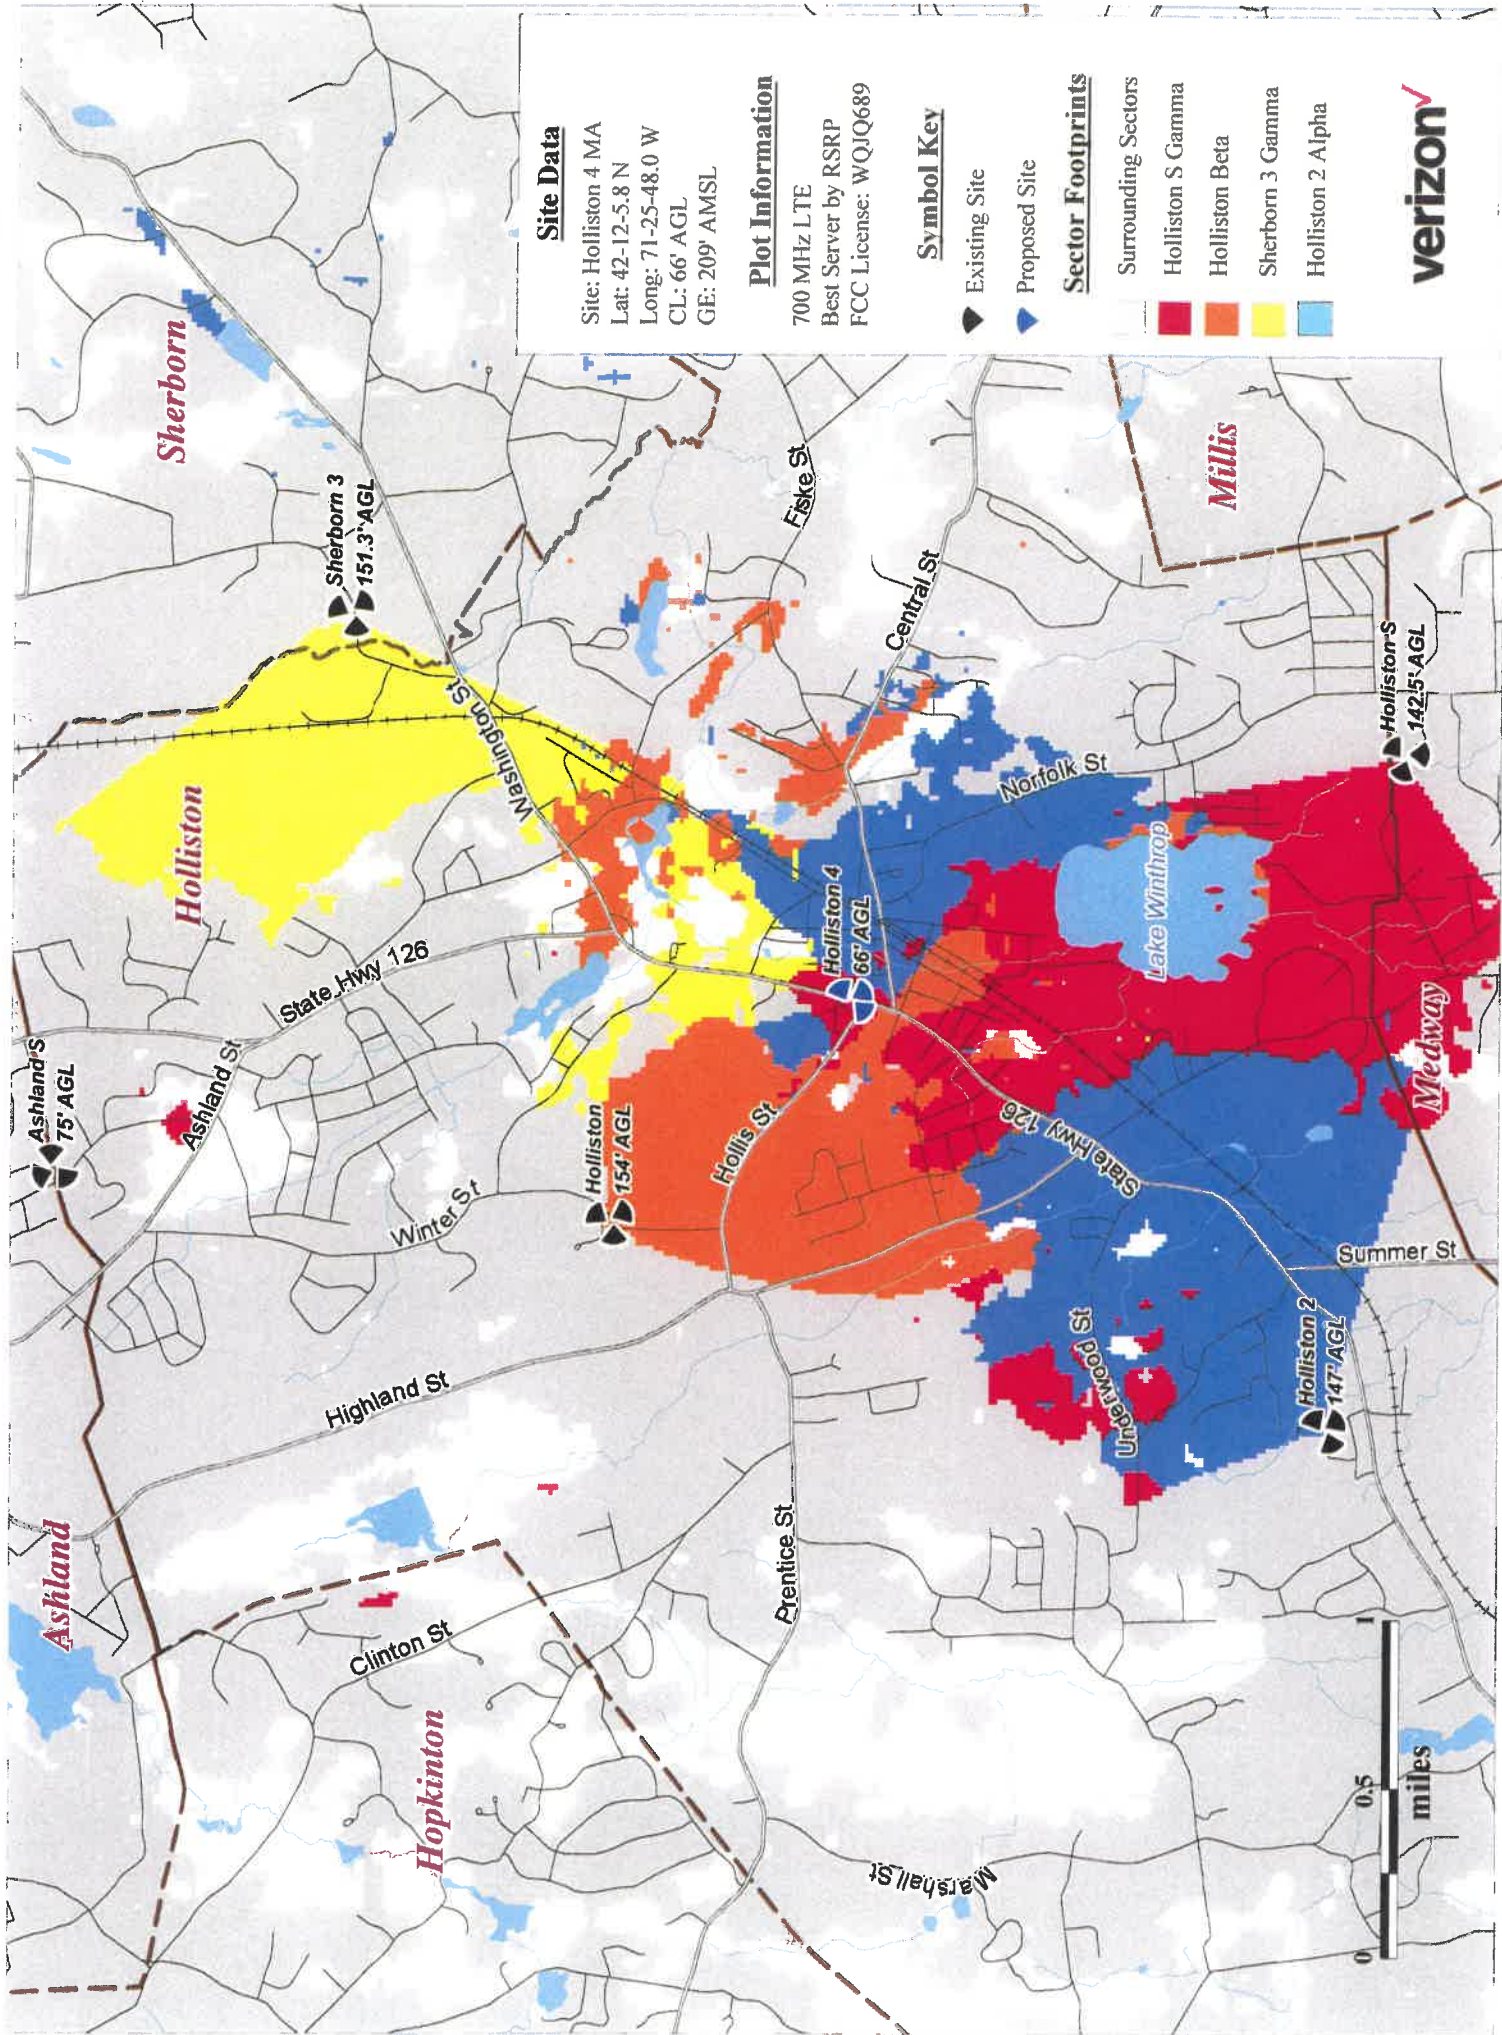 Ashland
Ashland S
75' AGL
Ashland St
State Hwy 126
Holliston
Sherborn
Sherborn 3
151.3' AGL
Washington St
Highland St
Winter St
Clinton St
Hopkinton
Holliston
154' AGL
Hollis St
Prentice St
Marshall St
Holliston 4
66' AGL
Fiske St
Central St
Norfolk St
Lake Winthrop
State Hwy 126
Underwood St
Holliston 2
147' AGL
Summer St
Medway
Holliston S
142.5' AGL
Millis
0
0.5
1
miles
Site Data
Site: Holliston 4 MA
Lat: 42-12-5.8 N
Long: 71-25-48.0 W
CL: 66' AGL
GE: 209' AMSL
Plot Information
700 MHz LTE
Best Server by RSRP
FCC License: WQJQ689
Symbol Key
Existing Site
Proposed Site
Sector Footprints
Surrounding Sectors
Holliston S Gamma
Holliston Beta
Sherborn 3 Gamma
Holliston 2 Alpha
verizon